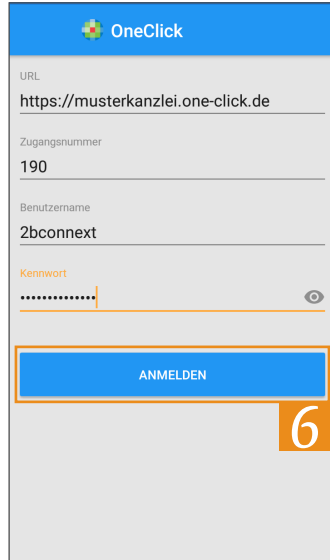 OneClick
URL
https://musterkanzlei.one-click.de
Zugangsnummer
190
Benutzername
2bconnext
Kennwort
••••••••••••••
ANMELDEN
6